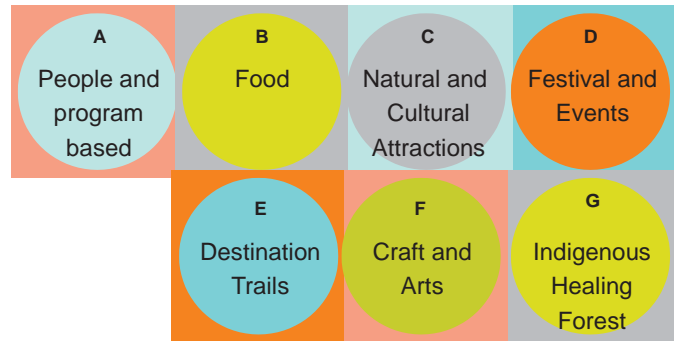 A
People and
program
based
B
Food
C
Natural and
Cultural
Attractions
D
Festival and
Events
E
Destination
Trails
F
Craft and
Arts
G
Indigenous
Healing
Forest